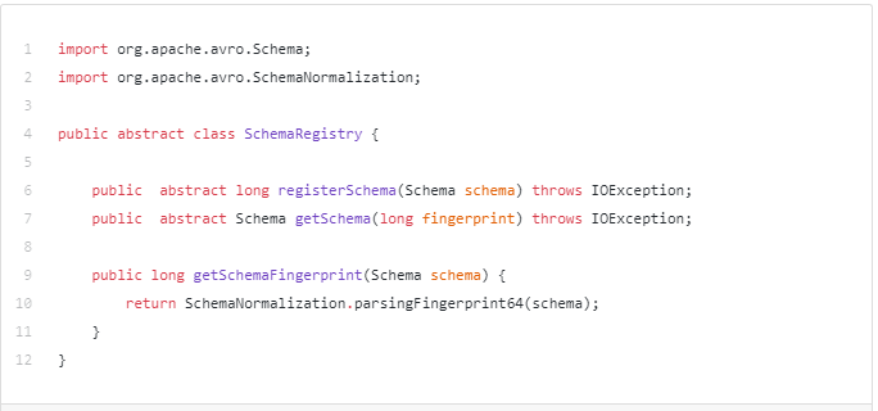 1 import org.apache.avro.Schema;
2 import org.apache.avro.SchemaNormalization;
3
4 public abstract class SchemaRegistry {
5
6     public  abstract long registerSchema(Schema schema) throws IOException;
7     public  abstract Schema getSchema(long fingerprint) throws IOException;
8
9     public long getSchemaFingerprint(Schema schema) {
10         return SchemaNormalization.parsingFingerprint64(schema);
11     }
12 }